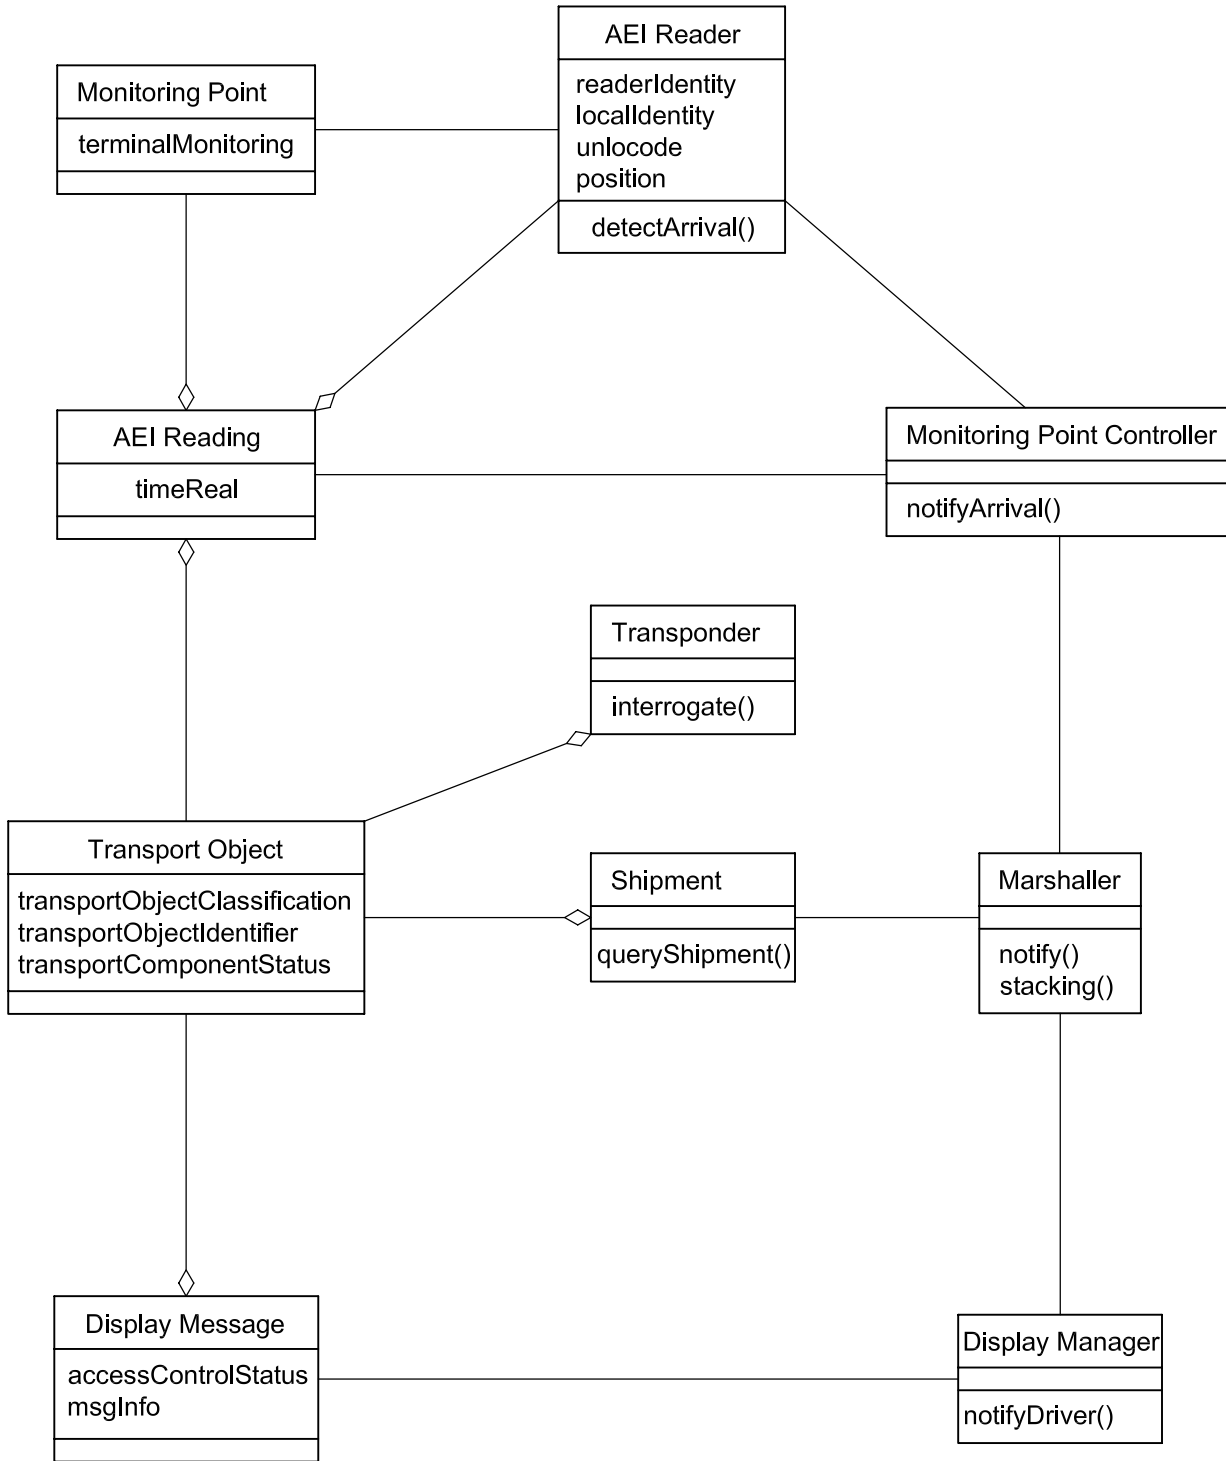 AEI Reader
readerIdentity
localIdentity
unlocode
position
detectArrival()
Monitoring Point
terminalMonitoring
AEI Reading
timeReal
Monitoring Point Controller
notifyArrival()
Transponder
interrogate()
Transport Object
transportObjectClassification
transportObjectIdentifier
transportComponentStatus
Shipment
queryShipment()
Marshaller
notify()
stacking()
Display Message
accessControlStatus
msgInfo
Display Manager
notifyDriver()